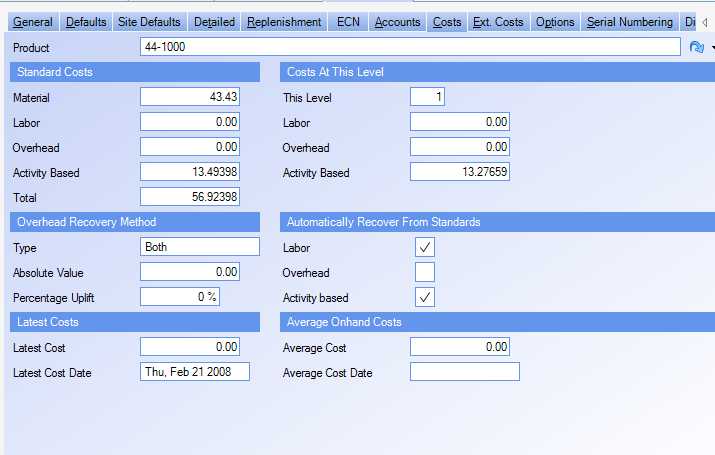 General Defaults Site Defaults Detailed Replenishment ECN Accounts Costs Ext. Costs Options Serial Numbering Di
Product 44-1000
Standard Costs Costs At This Level
Material 43.43 This Level 1
Labor 0.00 Labor 0.00
Overhead 0.00 Overhead 0.00
Activity Based 13.49398 Activity Based 13.27659
Total 56.92398
Overhead Recovery Method Automatically Recover From Standards
Type Both Labor
Absolute Value 0.00 Overhead
Percentage Uplift 0 % Activity based
Latest Costs Average Onhand Costs
Latest Cost 0.00 Average Cost 0.00
Latest Cost Date Thu, Feb 21 2008 Average Cost Date